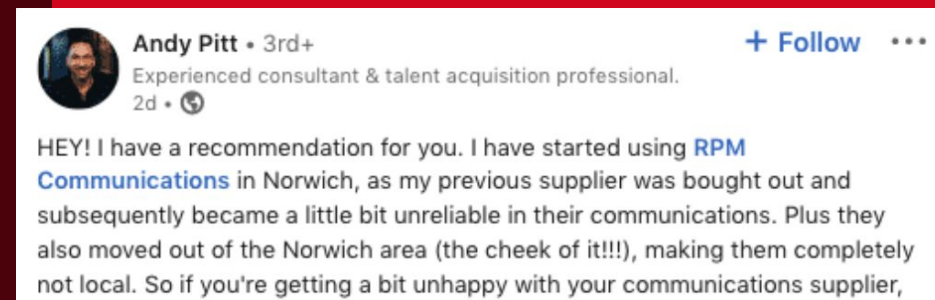 Andy Pitt • 3rd+
+ Follow •••
Experienced consultant & talent acquisition professional.
2d •
HEY! I have a recommendation for you. I have started using RPM
Communications in Norwich, as my previous supplier was bought out and
subsequently became a little bit unreliable in their communications. Plus they
also moved out of the Norwich area (the cheek of it!!!), making them completely
not local. So if you're getting a bit unhappy with your communications supplier,